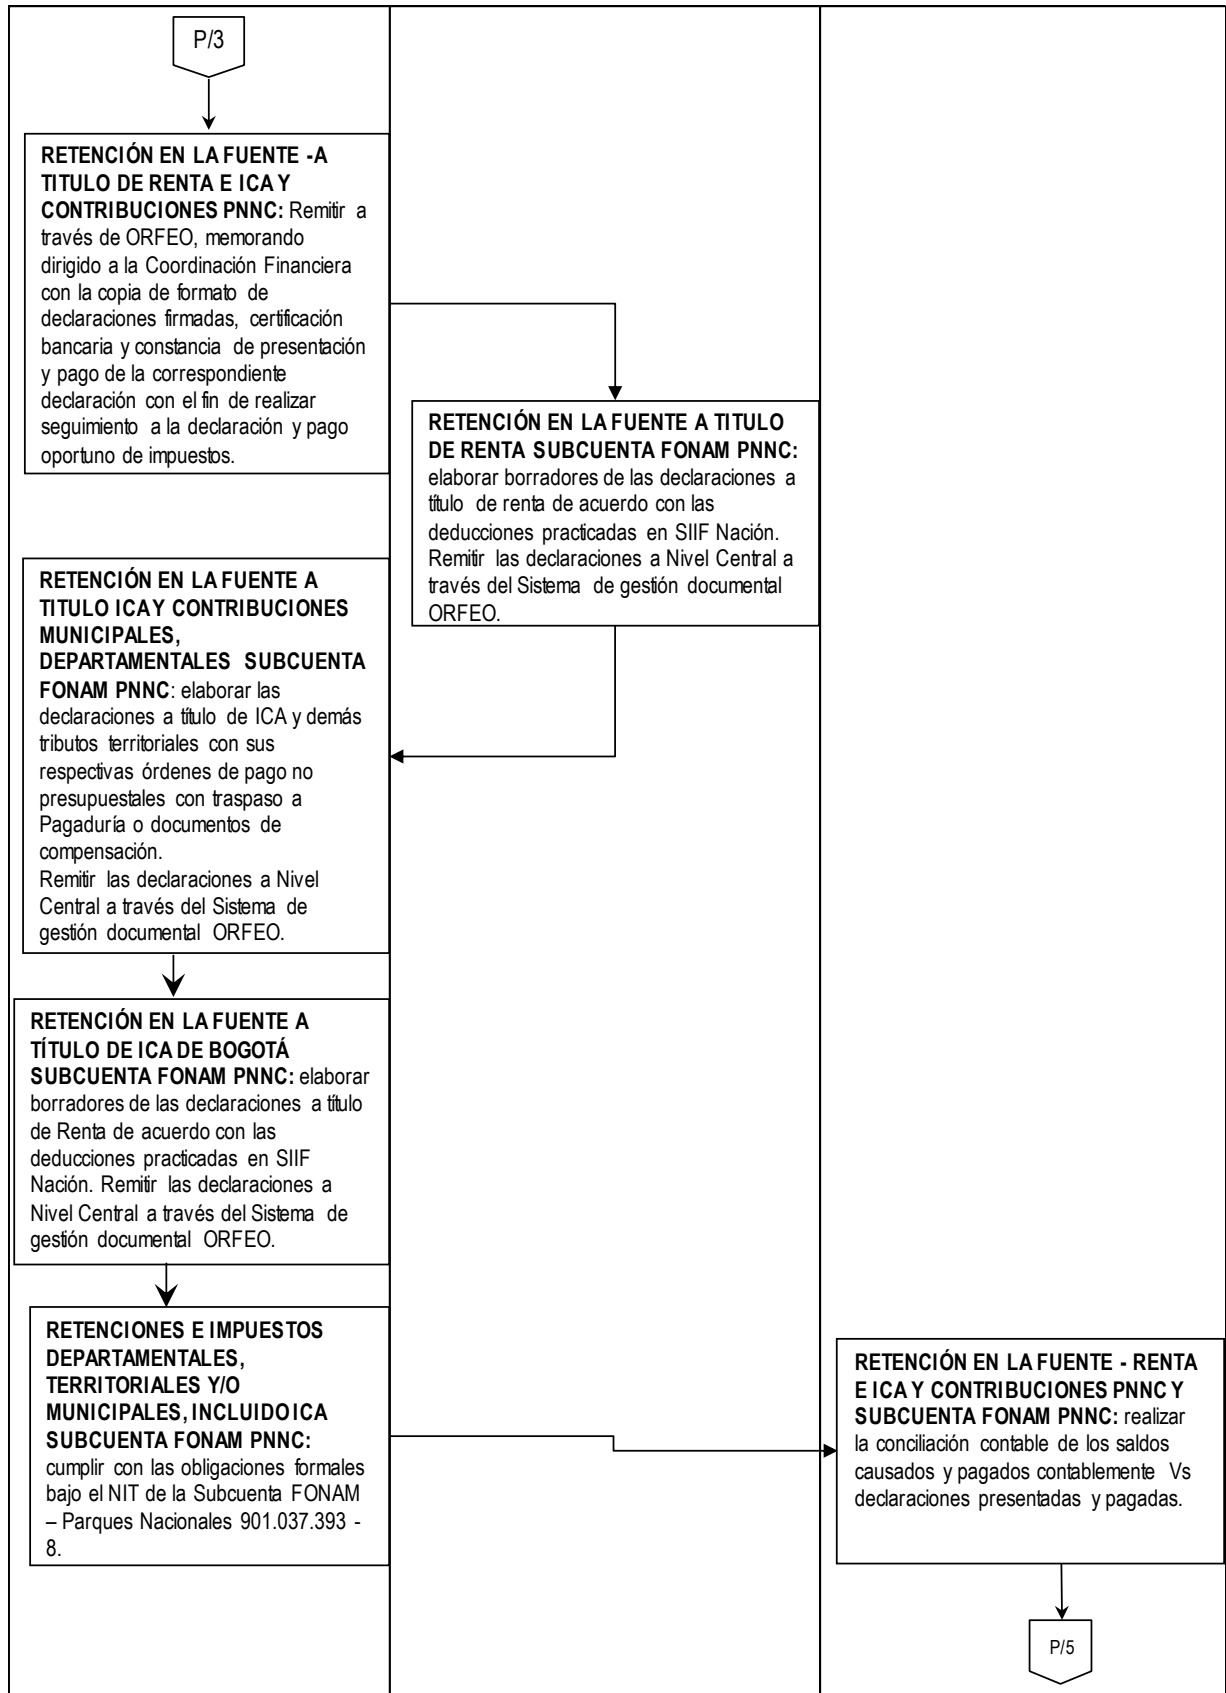 P/3
RETENCIÓN EN LA FUENTE -A
TITULO DE RENTA E ICA Y
CONTRIBUCIONES PNNC: Remitir a
través de ORFEO, memorando
dirigido a la Coordinación Financiera
con la copia de formato de
declaraciones firmadas, certificación
bancaria y constancia de presentación
y pago de la correspondiente
declaración con el fin de realizar
seguimiento a la declaración y pago
oportuno de impuestos.
RETENCIÓN EN LA FUENTE A TITULO
DE RENTA SUBCUENTA FONAM PNNC:
elaborar borradores de las declaraciones a
título de renta de acuerdo con las
deducciones practicadas en SIIF Nación.
Remitir las declaraciones a Nivel Central a
través del Sistema de gestión documental
ORFEO.
RETENCIÓN EN LA FUENTE A
TITULO ICA Y CONTRIBUCIONES
MUNICIPALES,
DEPARTAMENTALES SUBCUENTA
FONAM PNNC: elaborar las
declaraciones a título de ICA y demás
tributos territoriales con sus
respectivas órdenes de pago no
presupuestales con traspaso a
Pagaduría o documentos de
compensación.
Remitir las declaraciones a Nivel
Central a través del Sistema de
gestión documental ORFEO.
RETENCIÓN EN LA FUENTE A
TÍTULO DE ICA DE BOGOTÁ
SUBCUENTA FONAM PNNC: elaborar
borradores de las declaraciones a título
de Renta de acuerdo con las
deducciones practicadas en SIIF
Nación. Remitir las declaraciones a
Nivel Central a través del Sistema de
gestión documental ORFEO.
RETENCIONES E IMPUESTOS
DEPARTAMENTALES,
TERRITORIALES Y/O
MUNICIPALES, INCLUIDO ICA
SUBCUENTA FONAM PNNC:
cumplir con las obligaciones formales
bajo el NIT de la Subcuenta FONAM
– Parques Nacionales 901.037.393 -
8.
RETENCIÓN EN LA FUENTE - RENTA
E ICA Y CONTRIBUCIONES PNNC Y
SUBCUENTA FONAM PNNC: realizar
la conciliación contable de los saldos
causados y pagados contablemente Vs
declaraciones presentadas y pagadas.
P/5